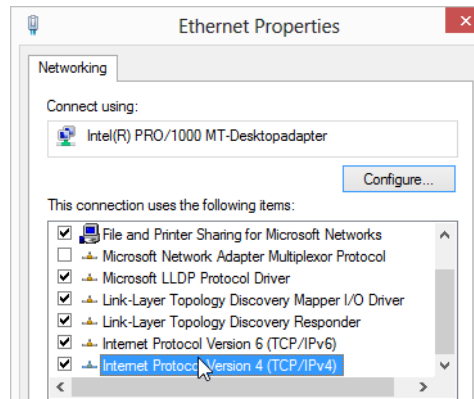 Ethernet Properties
Networking
Connect using:
Intel(R) PRO/1000 MT-Desktopadapter
Configure...
This connection uses the following items:
File and Printer Sharing for Microsoft Networks
Microsoft Network Adapter Multiplexor Protocol
Microsoft LLDP Protocol Driver
Link-Layer Topology Discovery Mapper I/O Driver
Link-Layer Topology Discovery Responder
Internet Protocol Version 6 (TCP/IPv6)
Internet Protocol Version 4 (TCP/IPv4)